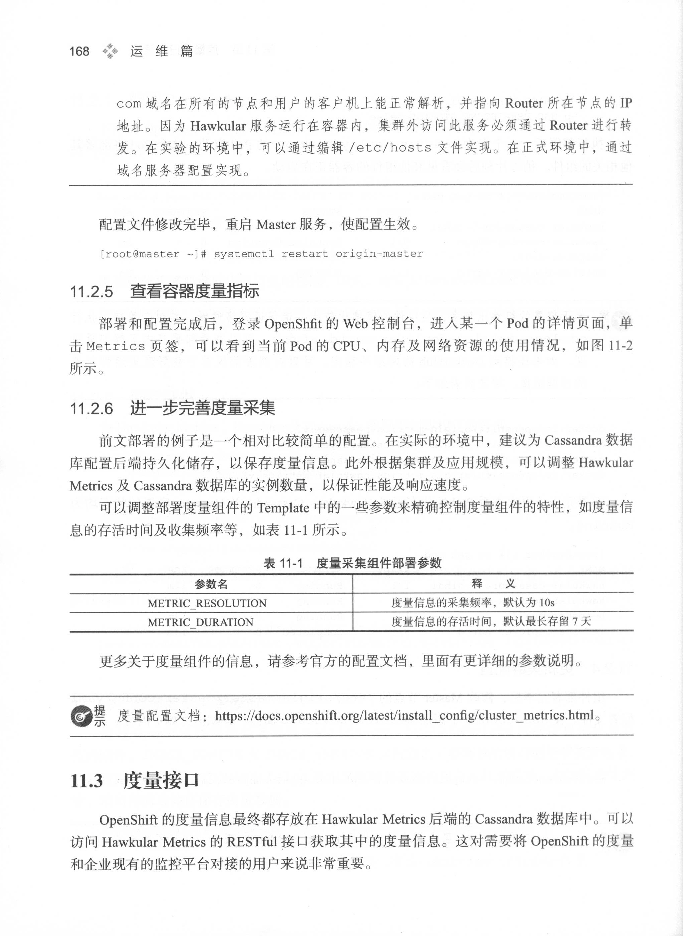 168 运 维 篇
com 域名在所有的节点和用户的客户机上能正常解析，并指向 Router 所在节点的 IP
地址。因为 Hawkular 服务运行在容器内，集群外访问此服务必须通过 Router 进行转
发。在实验的环境中，可以通过编辑 /etc/hosts 文件实现。在正式环境中，通过
域名服务器配置实现。
配置文件修改完毕，重启 Master 服务，使配置生效。
[root@master ~]# systemctl restart origin-master
11.2.5 查看容器度量指标
部署和配置完成后，登录 OpenShfit 的 Web 控制台，进入某一个 Pod 的详情页面，单
击 Metrics 页签，可以看到当前 Pod 的 CPU、内存及网络资源的使用情况，如图 11-2
所示。
11.2.6 进一步完善度量采集
前文部署的例子是一个相对比较简单的配置。在实际的环境中，建议为 Cassandra 数据
库配置后端持久化储存，以保存度量信息。此外根据集群及应用规模，可以调整 Hawkular
Metrics 及 Cassandra 数据库的实例数量，以保证性能及响应速度。
可以调整部署度量组件的 Template 中的一些参数来精确控制度量组件的特性，如度量信
息的存活时间及收集频率等，如表 11-1 所示。
表 11-1 度量采集组件部署参数
参数名 释 义
METRIC_RESOLUTION 度量信息的采集频率，默认为 10s
METRIC_DURATION 度量信息的存活时间，默认最长存留 7 天
更多关于度量组件的信息，请参考官方的配置文档，里面有更详细的参数说明。
提示 度量配置文档：https://docs.openshift.org/latest/install_config/cluster_metrics.html。
11.3 度量接口
OpenShift 的度量信息最终都存放在 Hawkular Metrics 后端的 Cassandra 数据库中。可以
访问 Hawkular Metrics 的 RESTful 接口获取其中的度量信息。这对需要将 OpenShift 的度量
和企业现有的监控平台对接的用户来说非常重要。